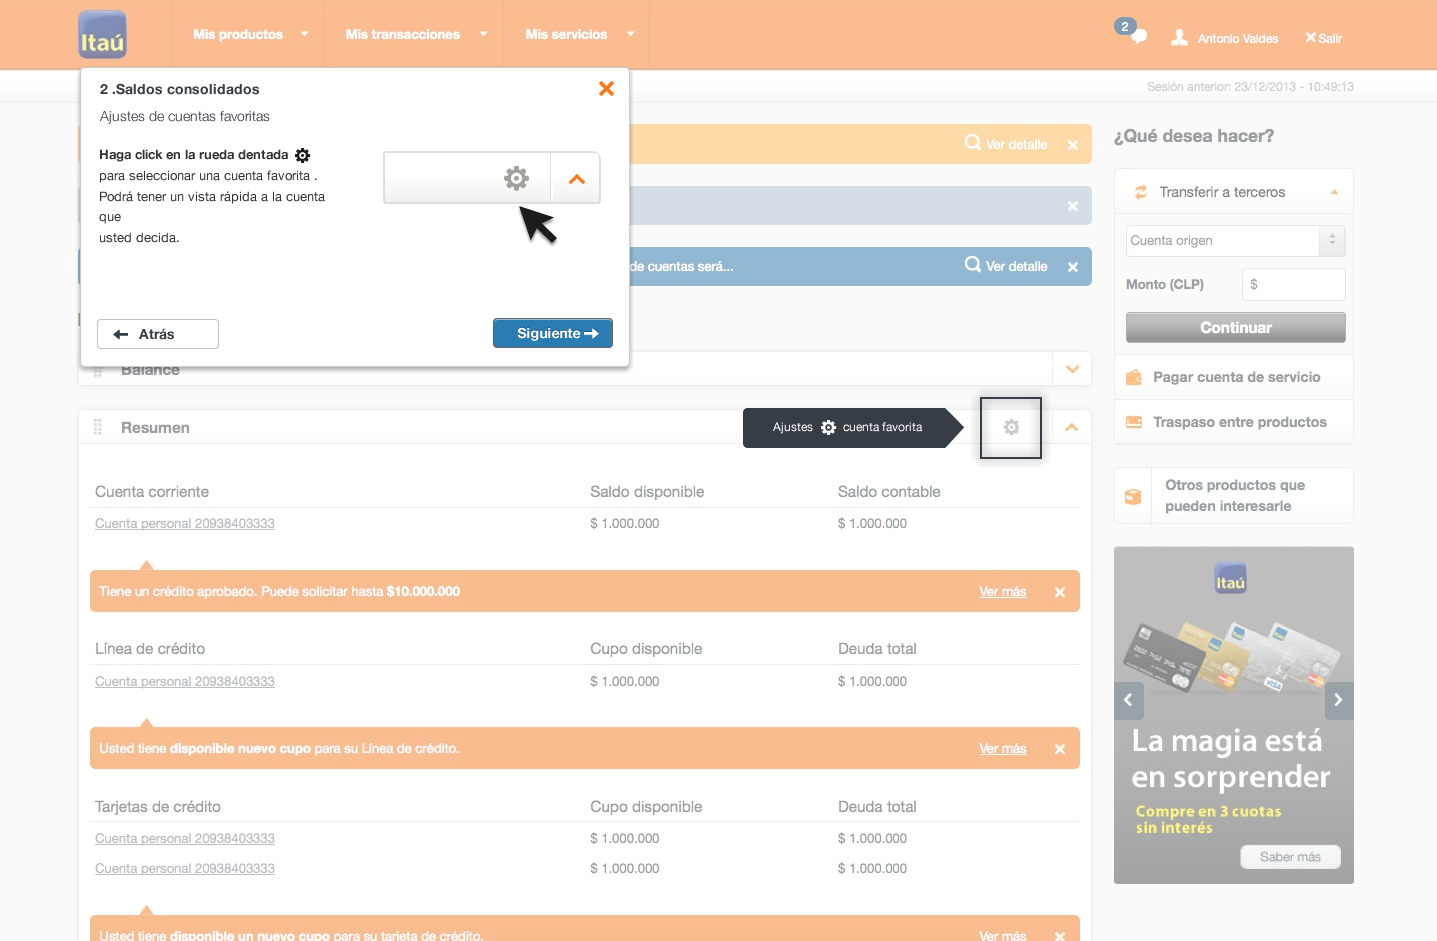 Itaú
Mis productos
Mis transacciones
Mis servicios
2
Antonio Valdes
Salir
Sesión anterior: 23/12/2013 - 10:49:13
2 .Saldos consolidados
Ajustes de cuentas favoritas
Haga click en la rueda dentada
para seleccionar una cuenta favorita .
Podrá tener un vista rápida a la cuenta
que
usted decida.
Atrás
Siguiente
Ver detalle
de cuentas será...
Ver detalle
Balance
Resumen
Ajustes cuenta favorita
Cuenta corriente
Saldo disponible
Saldo contable
Cuenta personal 20938403333
$ 1.000.000
$ 1.000.000
Tiene un crédito aprobado. Puede solicitar hasta $10.000.000
Ver más
Línea de crédito
Cupo disponible
Deuda total
Cuenta personal 20938403333
$ 1.000.000
$ 1.000.000
Usted tiene disponible nuevo cupo para su Línea de crédito.
Ver más
Tarjetas de crédito
Cupo disponible
Deuda total
Cuenta personal 20938403333
$ 1.000.000
$ 1.000.000
Cuenta personal 20938403333
$ 1.000.000
$ 1.000.000
Usted tiene disponible un nuevo cupo para su tarjeta de crédito.
Ver más
¿Qué desea hacer?
Transferir a terceros
Cuenta origen
Monto (CLP)
$
Continuar
Pagar cuenta de servicio
Traspaso entre productos
Otros productos que
pueden interesarle
Itaú
VISA
La magia está
en sorprender
Compre en 3 cuotas
sin interés
Saber más